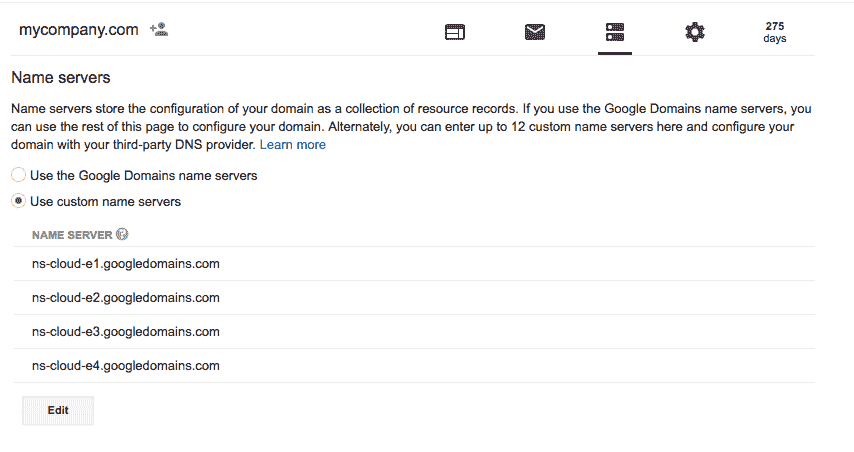 mycompany.com
275
days
Name servers
Name servers store the configuration of your domain as a collection of resource records. If you use the Google Domains name servers, you
can use the rest of this page to configure your domain. Alternately, you can enter up to 12 custom name servers here and configure your
domain with your third-party DNS provider. Learn more
Use the Google Domains name servers
Use custom name servers
NAME SERVER
ns-cloud-e1.googledomains.com
ns-cloud-e2.googledomains.com
ns-cloud-e3.googledomains.com
ns-cloud-e4.googledomains.com
Edit